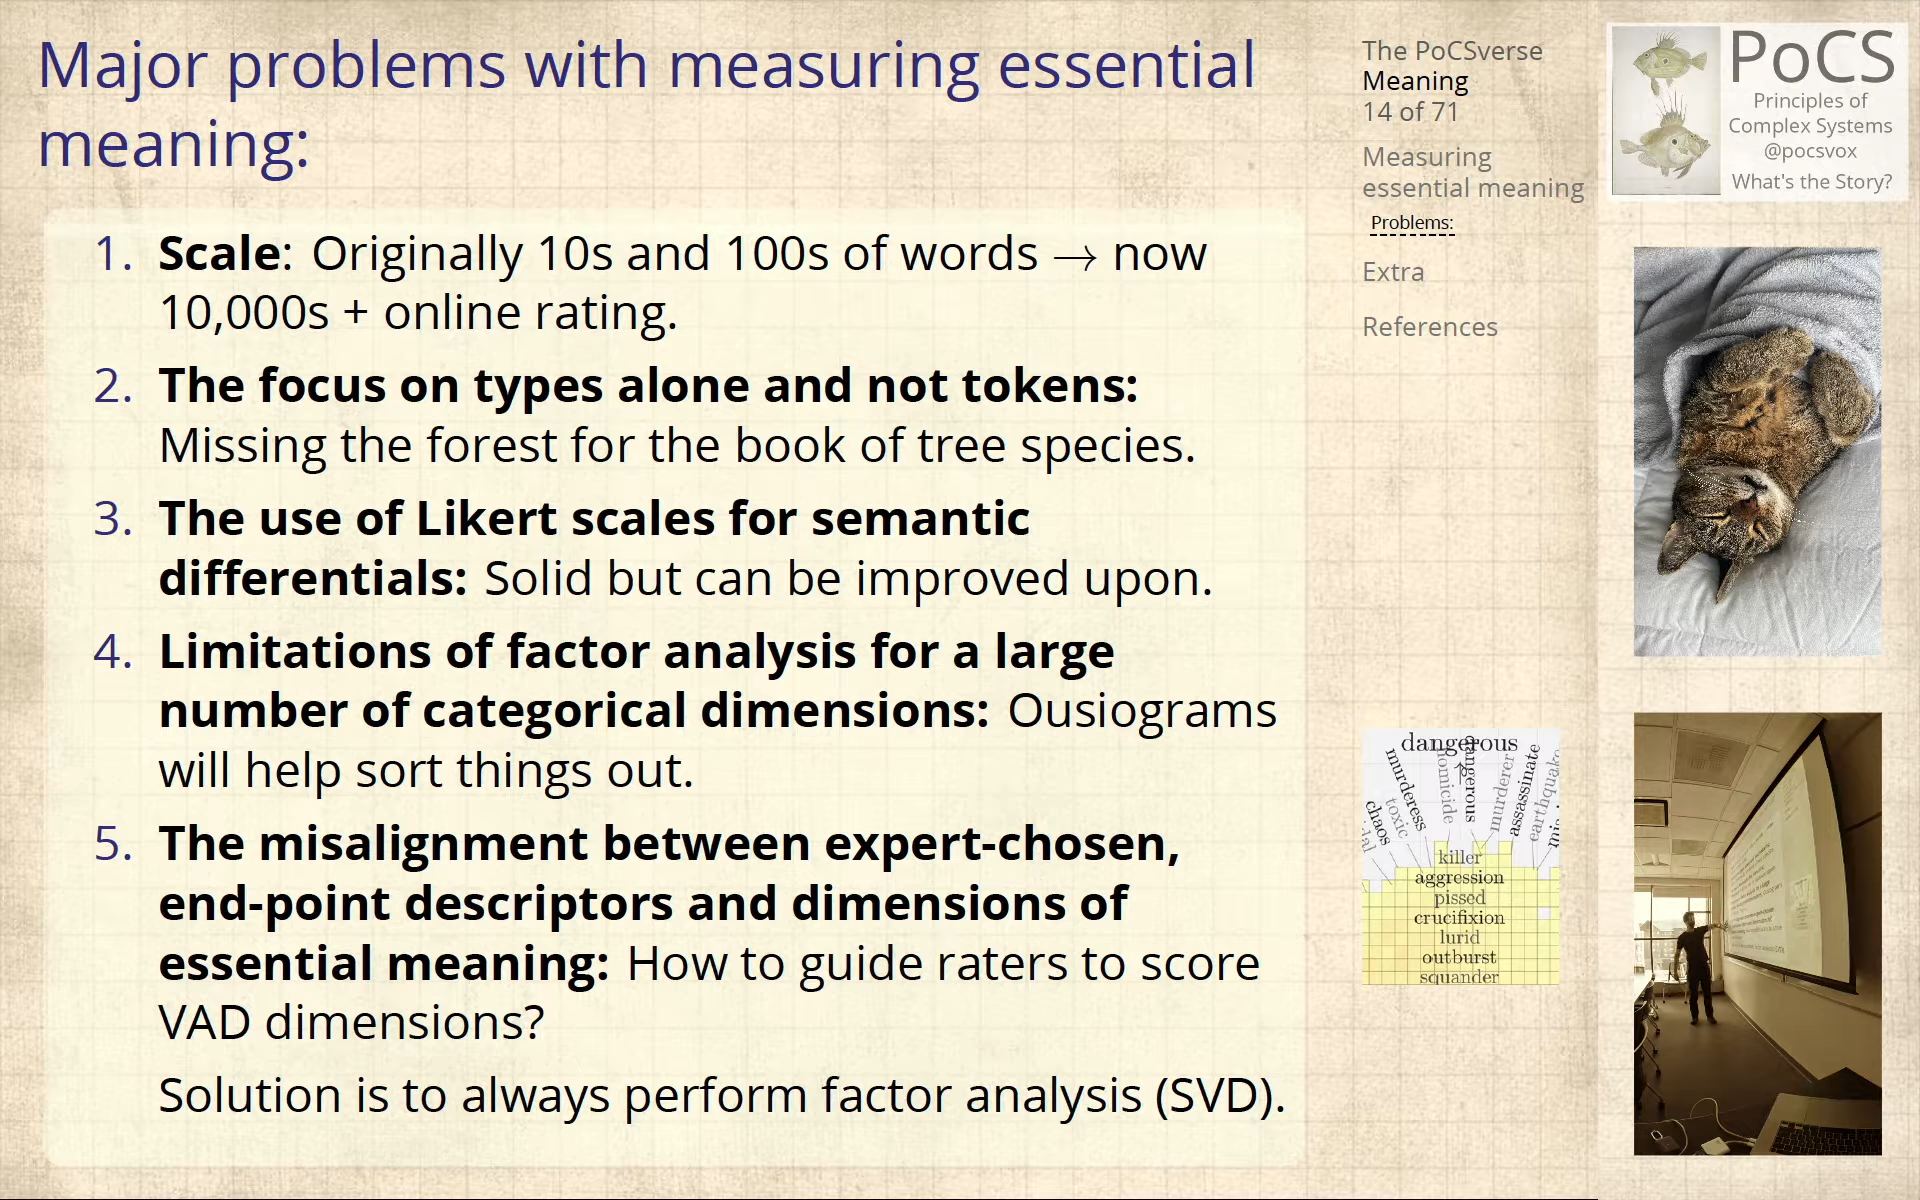 Major problems with measuring essential
meaning:
1. Scale: Originally 10s and 100s of words → now
10,000s + online rating.
2. The focus on types alone and not tokens:
Missing the forest for the book of tree species.
3. The use of Likert scales for semantic
differentials: Solid but can be improved upon.
4. Limitations of factor analysis for a large
number of categorical dimensions: Ousiograms
will help sort things out.
5. The misalignment between expert-chosen,
end-point descriptors and dimensions of
essential meaning: How to guide raters to score
VAD dimensions?
Solution is to always perform factor analysis (SVD).
The PoCSverse
Meaning
14 of 71
Measuring
essential meaning
Problems:
Extra
References
dangerous
chaos
toxic
murderess
homicide
dangerous
murderer
assassinate
earthquake
killer
aggression
pissed
crucifixion
lurid
outburst
squander
PoCS
Principles of
Complex Systems
@pocsvox
What's the Story?